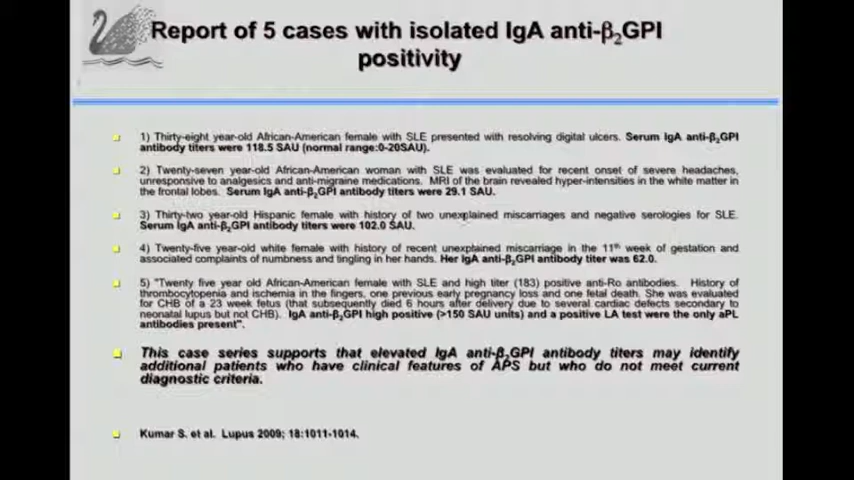 Report of 5 cases with isolated IgA anti-β₂GPI
positivity
1) Thirty-eight year-old African-American female with SLE presented with resolving digital ulcers. Serum IgA anti-β₂GPI
antibody titers were 118.5 SAU (normal range:0-20SAU).
2) Twenty-seven year-old African-American woman with SLE was evaluated for recent onset of severe headaches,
unresponsive to analgesics and anti-migraine medications. MRI of the brain revealed hyper-intensities in the white matter in
the frontal lobes. Serum IgA anti-β₂GPI antibody titers were 29.1 SAU.
3) Thirty-two year-old Hispanic female with history of two unexplained miscarriages and negative serologies for SLE.
Serum IgA anti-β₂GPI antibody titers were 102.0 SAU.
4) Twenty-five year-old white female with history of recent unexplained miscarriage in the 11th week of gestation and
associated complaints of numbness and tingling in her hands. Her IgA anti-β₂GPI antibody titer was 62.0.
5) "Twenty five year-old African-American female with SLE and high titer (183) positive anti-Ro antibodies. History of
thrombocytopenia and ischemia in the fingers, one previous early pregnancy loss and one fetal death. She was evaluated
for CHB of a 23 week fetus (that subsequently died 6 hours after delivery due to several cardiac defects secondary to
neonatal lupus but not CHB). IgA anti-β₂GPI high positive (>150 SAU units) and a positive LA test were the only aPL
antibodies present".
This case series supports that elevated IgA anti-β₂GPI antibody titers may identify
additional patients who have clinical features of APS but who do not meet current
diagnostic criteria.
Kumar S. et al. Lupus 2009; 18:1011-1014.